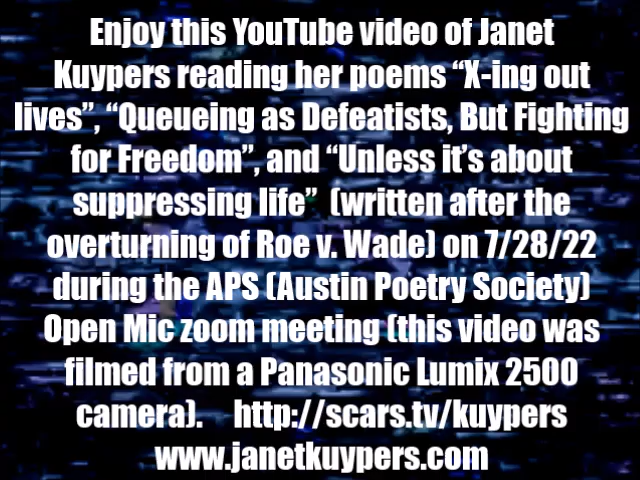 Enjoy this YouTube video of Janet
Kuypers reading her poems “X-ing out
lives”, “Queueing as Defeatists, But Fighting
for Freedom”, and “Unless it’s about
suppressing life”  (written after the
overturning of Roe v. Wade) on 7/28/22
during the APS (Austin Poetry Society)
Open Mic zoom meeting (this video was
filmed from a Panasonic Lumix 2500
camera).    http://scars.tv/kuypers
www.janetkuypers.com